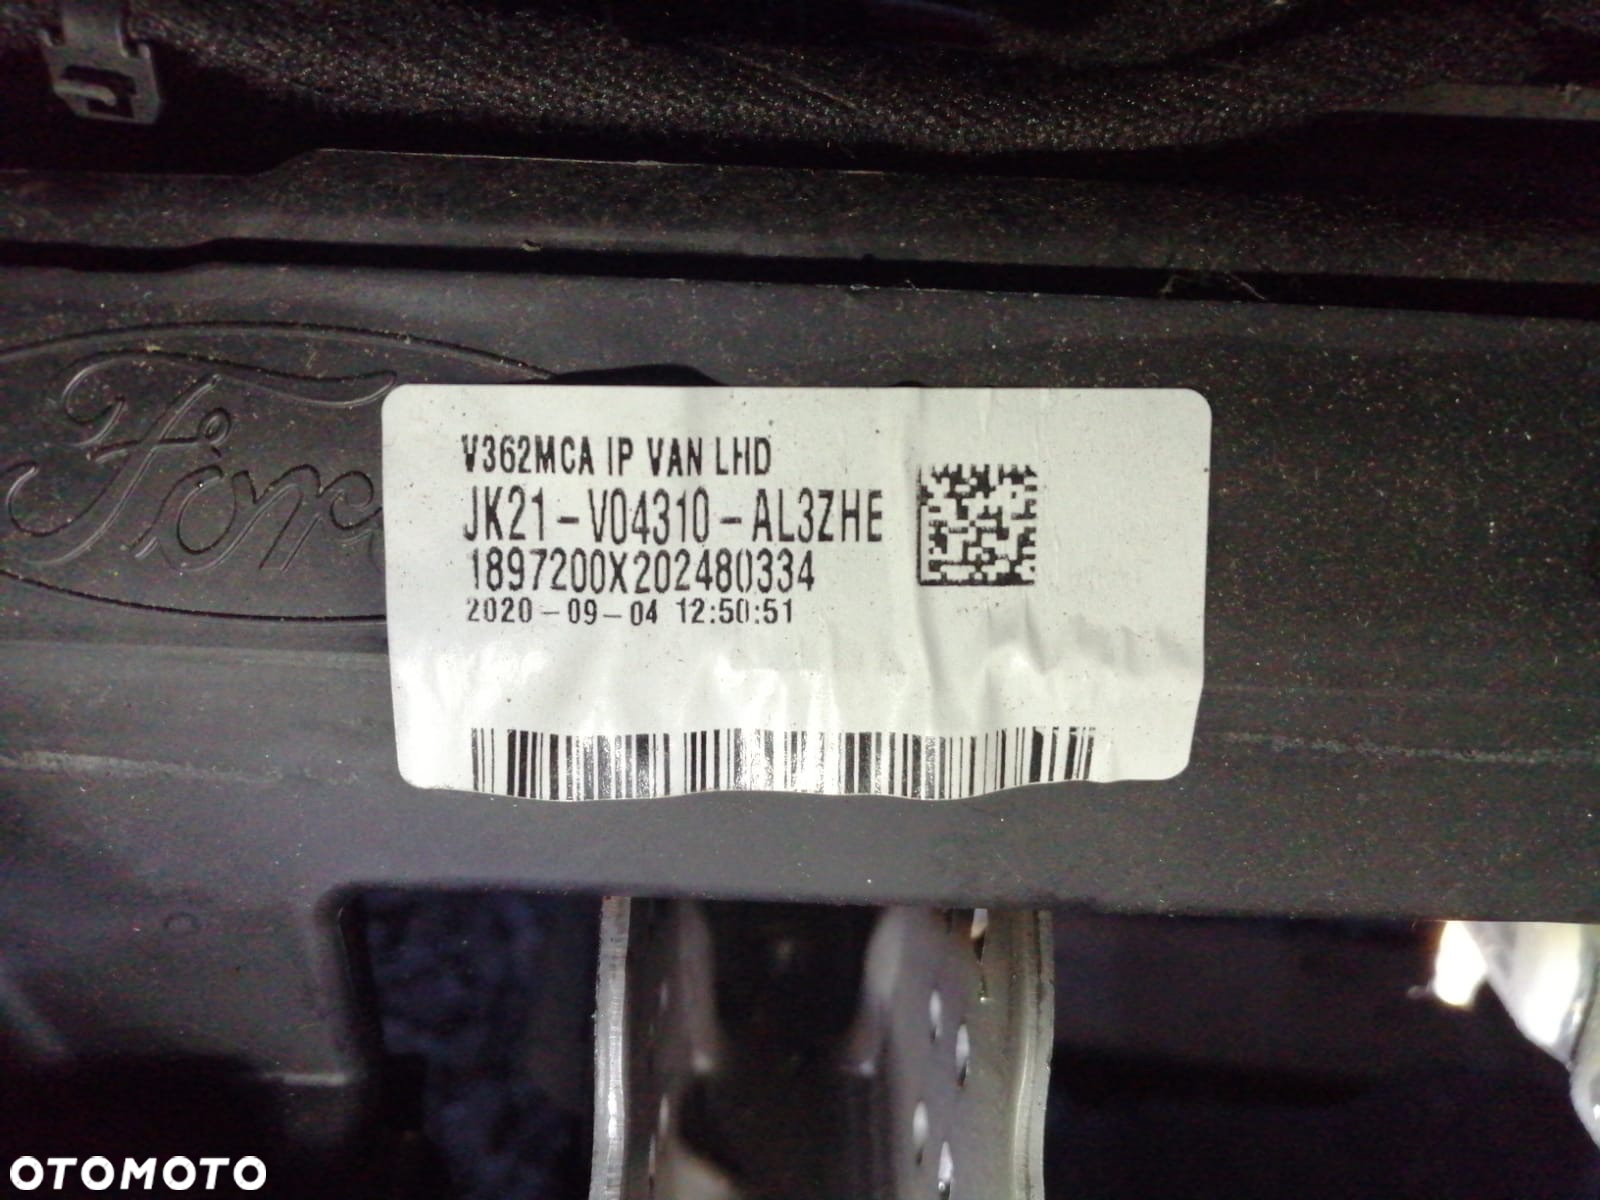 Ford
V362MCA IP VAN LHD
JK21-V04310-AL3ZHE
1897200X202480334
2020-09-04 12:50:51
OTOMOTO